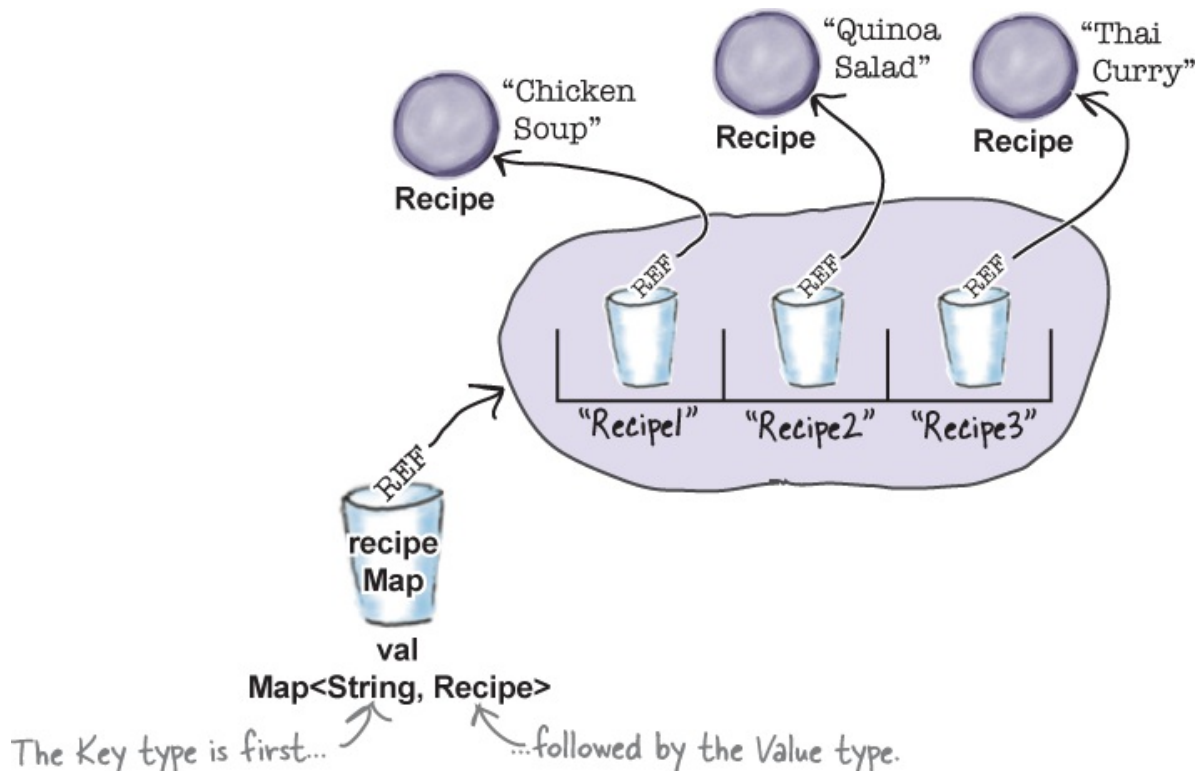 “Chicken
Soup”
Recipe
“Quinoa
Salad”
Recipe
“Thai
Curry”
Recipe
REF
REF
REF
“Recipe1”
“Recipe2”
“Recipe3”
REF
recipe
Map
val
Map<String, Recipe>
The Key type is first...
...followed by the Value type.